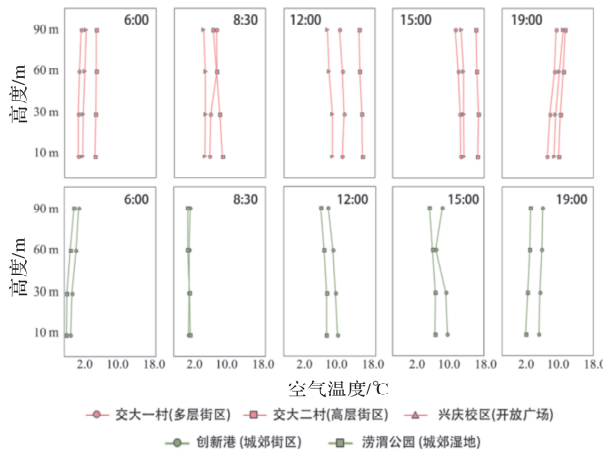 6:00 8:30 12:00 15:00 19:00
90 m
60 m
30 m
10 m
高度/m
6:00 8:30 12:00 15:00 19:00
90 m
60 m
30 m
10 m
高度/m
2.0 10.0 18.0 2.0 10.0 18.0 2.0 10.0 18.0 2.0 10.0 18.0 2.0 10.0 18.0
空气温度/℃
交大一村(多层街区) 交大二村(高层街区) 兴庆校区(开放广场)
创新港 (城郊街区) 涝渭公园 (城郊湿地)